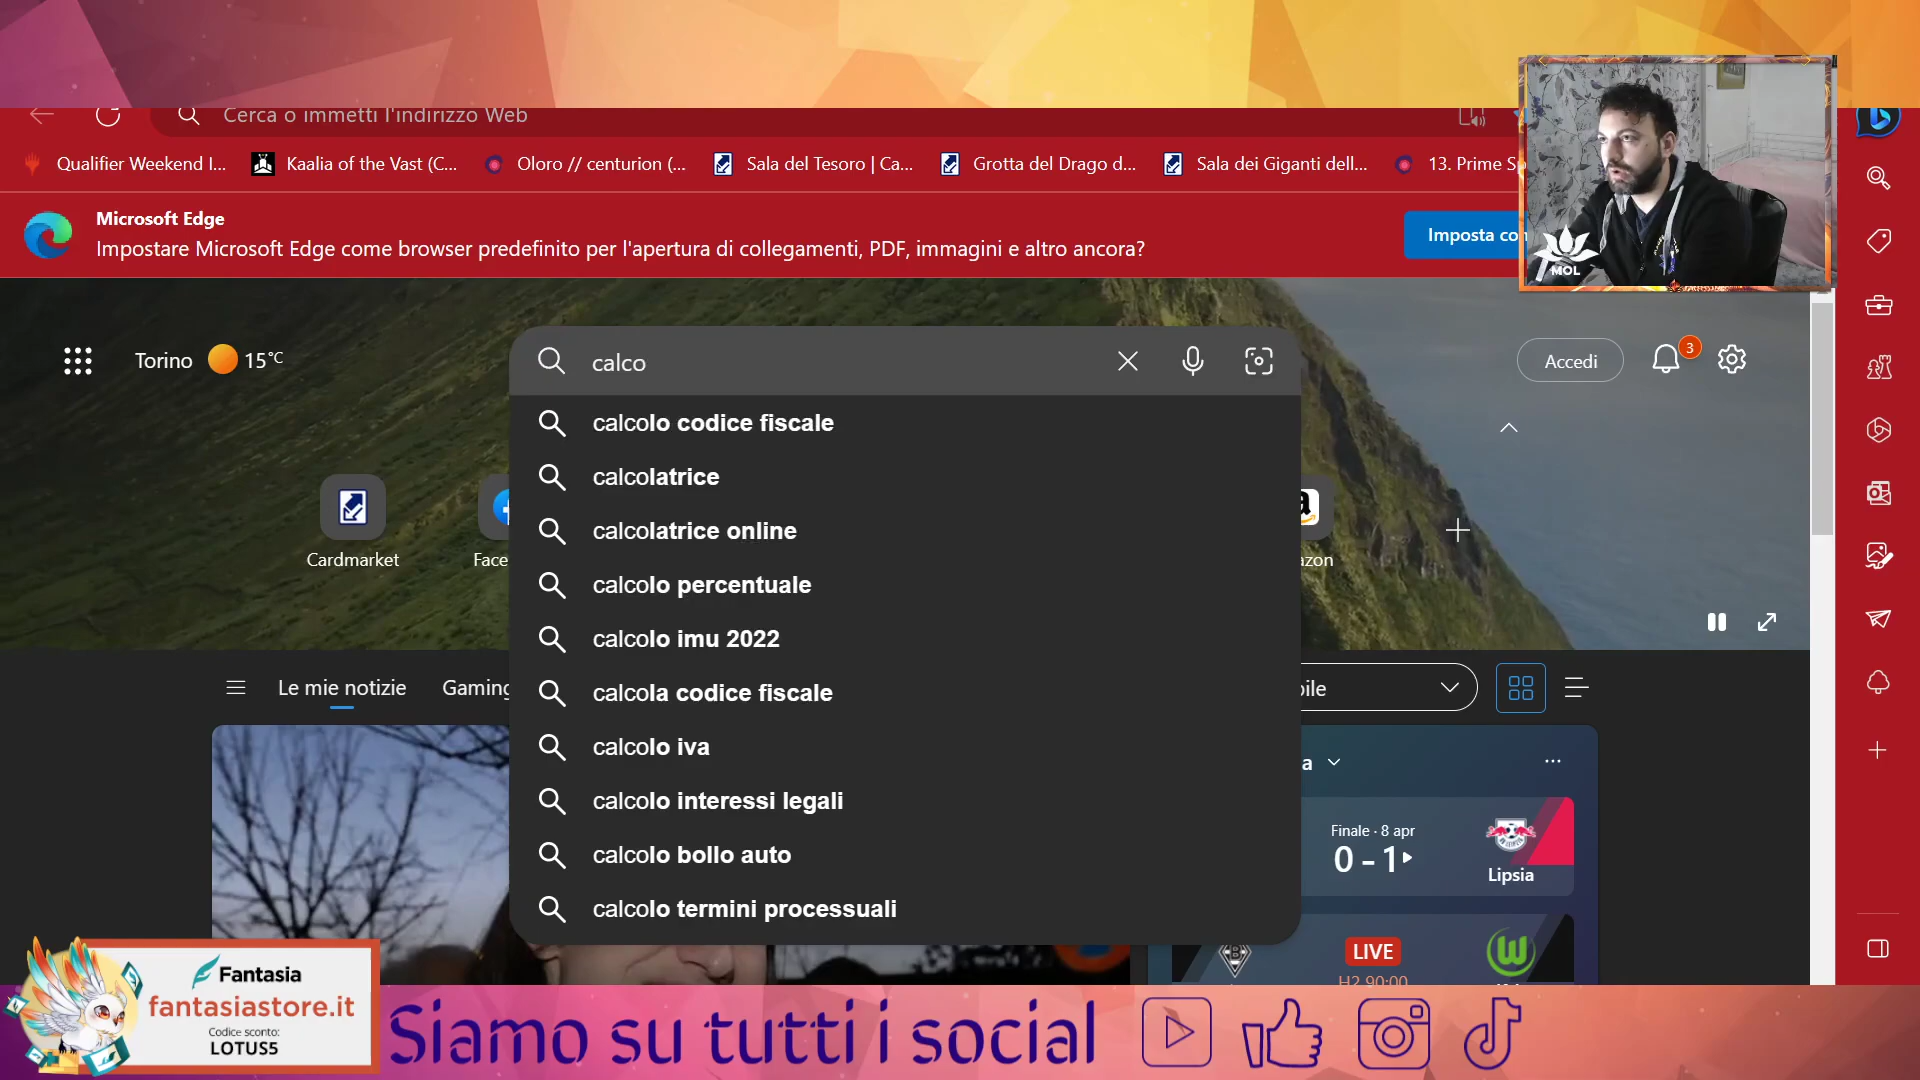 Cerca o immetti l'indirizzo Web
Qualifier Weekend I...
Kaalia of the Vast (C...
Oloro // centurion (...
Sala del Tesoro | Ca...
Grotta del Drago d...
Sala dei Giganti dell...
13. Prime S
Microsoft Edge
Impostare Microsoft Edge come browser predefinito per l'apertura di collegamenti, PDF, immagini e altro ancora?
Imposta co
MOL
Torino 15°C
calco
Accedi
3
calcolo codice fiscale
calcolatrice
calcolatrice online
calcolo percentuale
calcolo imu 2022
calcola codice fiscale
calcolo iva
calcolo interessi legali
calcolo bollo auto
calcolo termini processuali
Cardmarket
Face
azon
Le mie notizie
Gaming
bile
a
Finale · 8 apr
0 - 1
Lipsia
LIVE
H2 90:00
Fantasia
fantasiastore.it
Codice sconto:
LOTUS5
Siamo su tutti i social